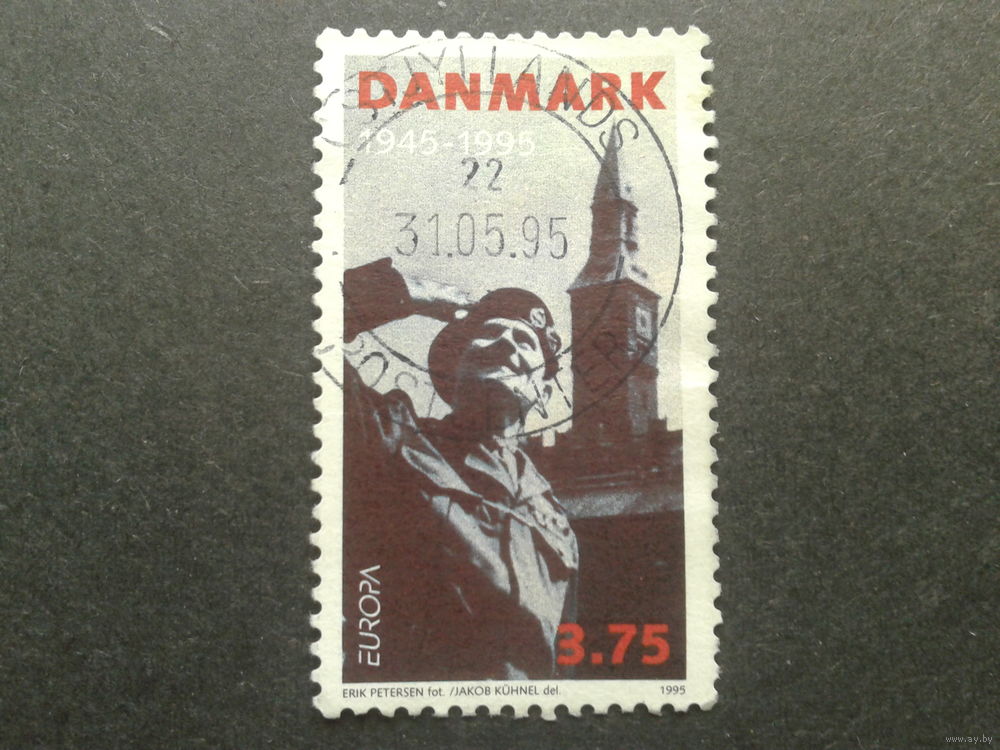 DANMARK
1945-1995
22
31.05.95
EUROPA
3.75
ERIK PETERSEN fot. /JAKOB KÜHNEL del. 1995
www.ay.by